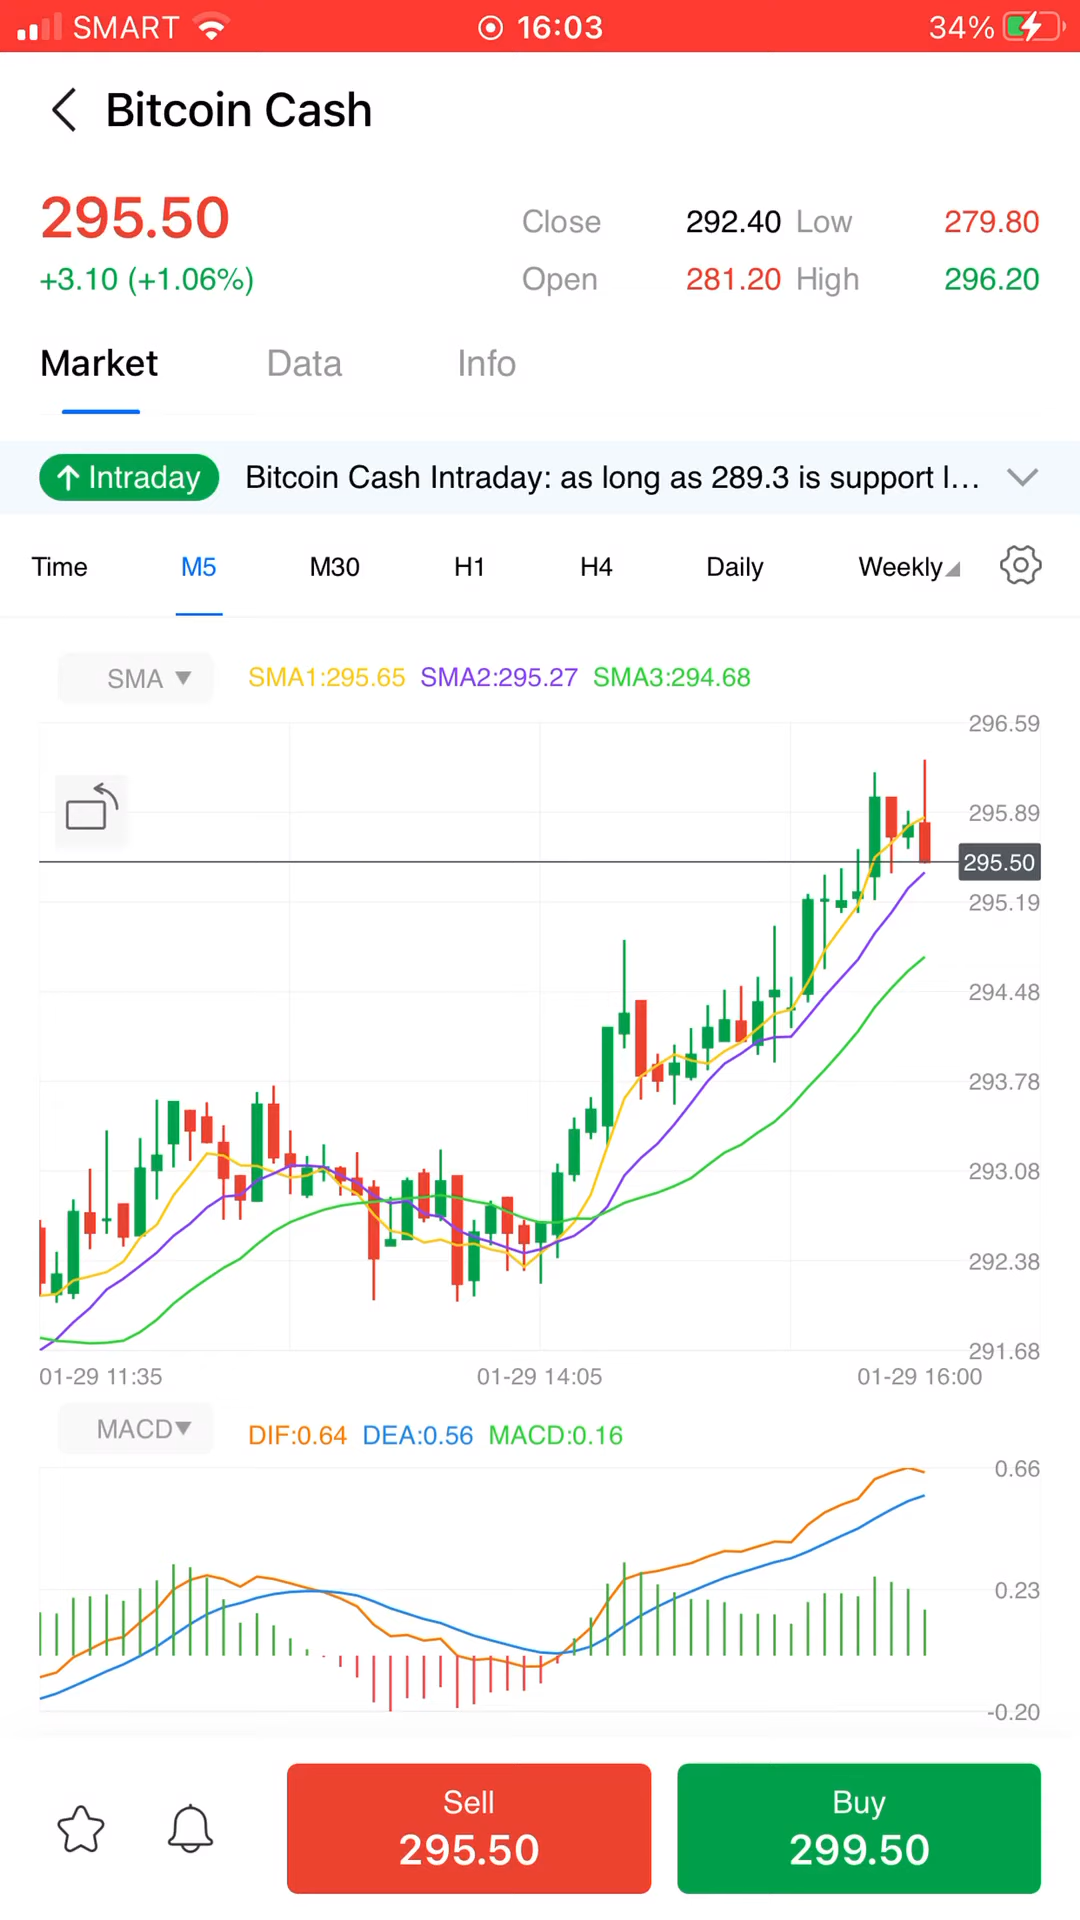 SMART 16:03 34%
Bitcoin Cash
295.50
+3.10 (+1.06%)
Close 292.40 Low 279.80
Open 281.20 High 296.20
Market Data Info
Intraday Bitcoin Cash Intraday: as long as 289.3 is support l...
Time M5 M30 H1 H4 Daily Weekly
SMA SMA1:295.65 SMA2:295.27 SMA3:294.68
296.59
295.89
295.50
295.19
294.48
293.78
293.08
292.38
291.68
01-29 11:35 01-29 14:05 01-29 16:00
MACD DIF:0.64 DEA:0.56 MACD:0.16
0.66
0.23
-0.20
Sell Buy
295.50 299.50